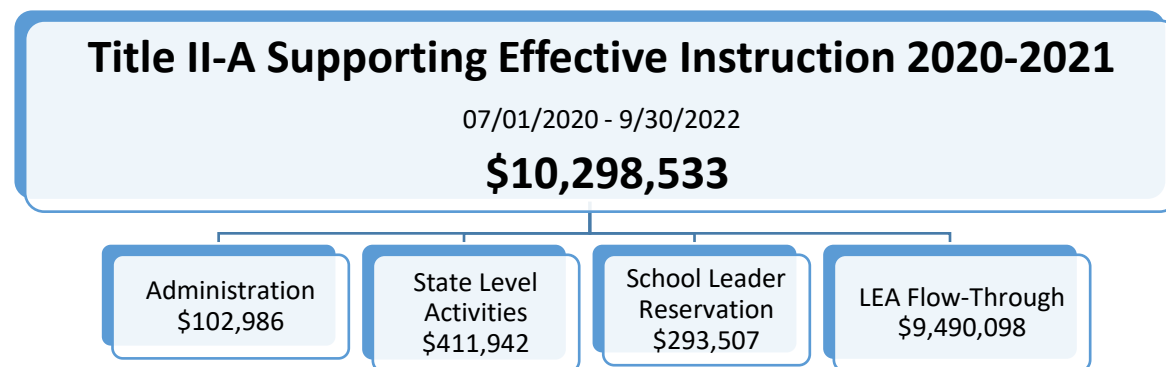 Title II-A Supporting Effective Instruction 2020-2021
07/01/2020 - 9/30/2022
$10,298,533
Administration
$102,986
State Level
Activities
$411,942
School Leader
Reservation
$293,507
LEA Flow-Through
$9,490,098